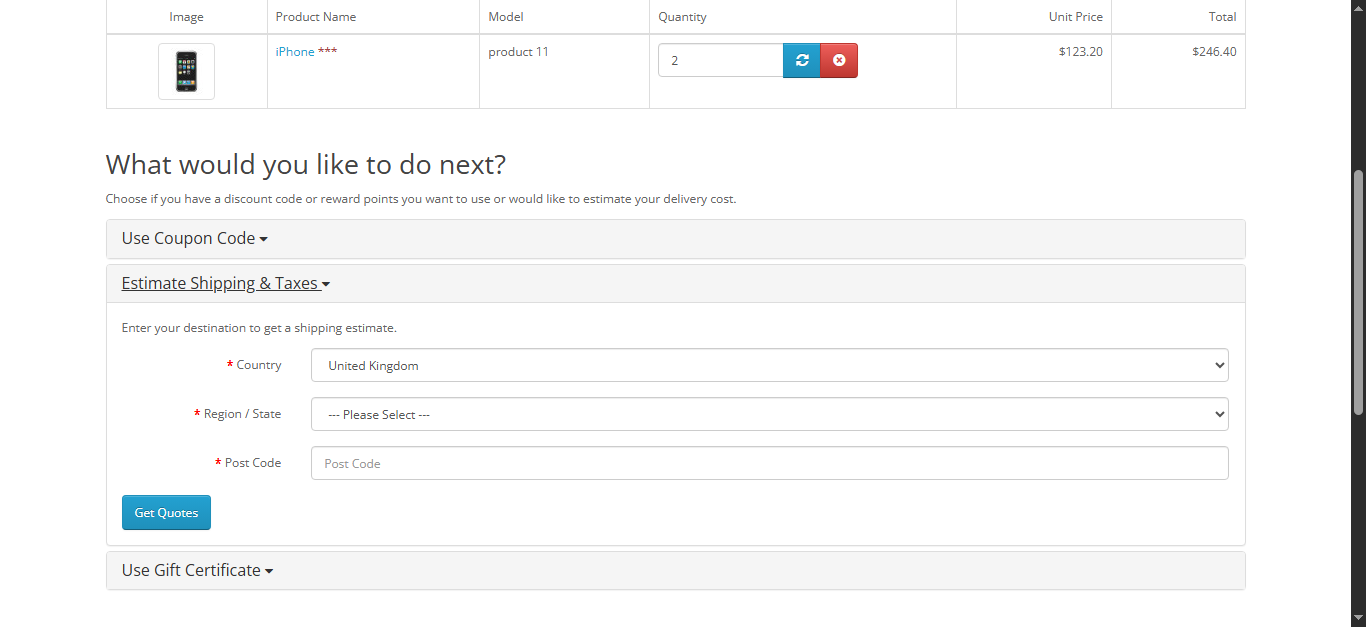 Image Product Name Model Quantity Unit Price Total
iPhone *** product 11 2 $123.20 $246.40
What would you like to do next?
Choose if you have a discount code or reward points you want to use or would like to estimate your delivery cost.
Use Coupon Code
Estimate Shipping & Taxes
Enter your destination to get a shipping estimate.
* Country United Kingdom
* Region / State --- Please Select ---
* Post Code Post Code
Get Quotes
Use Gift Certificate